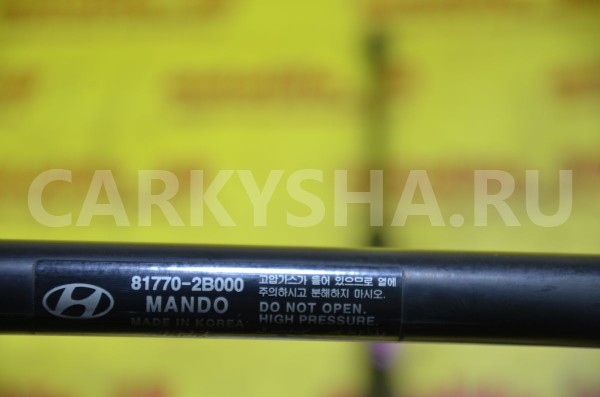 CARKYSHA.RU
81770-2B000
MANDO
MADE IN KOREA
고압가스가 들어 있으므로 열에
주의하시고 분해하지 마시오.
DO NOT OPEN.
HIGH PRESSURE.